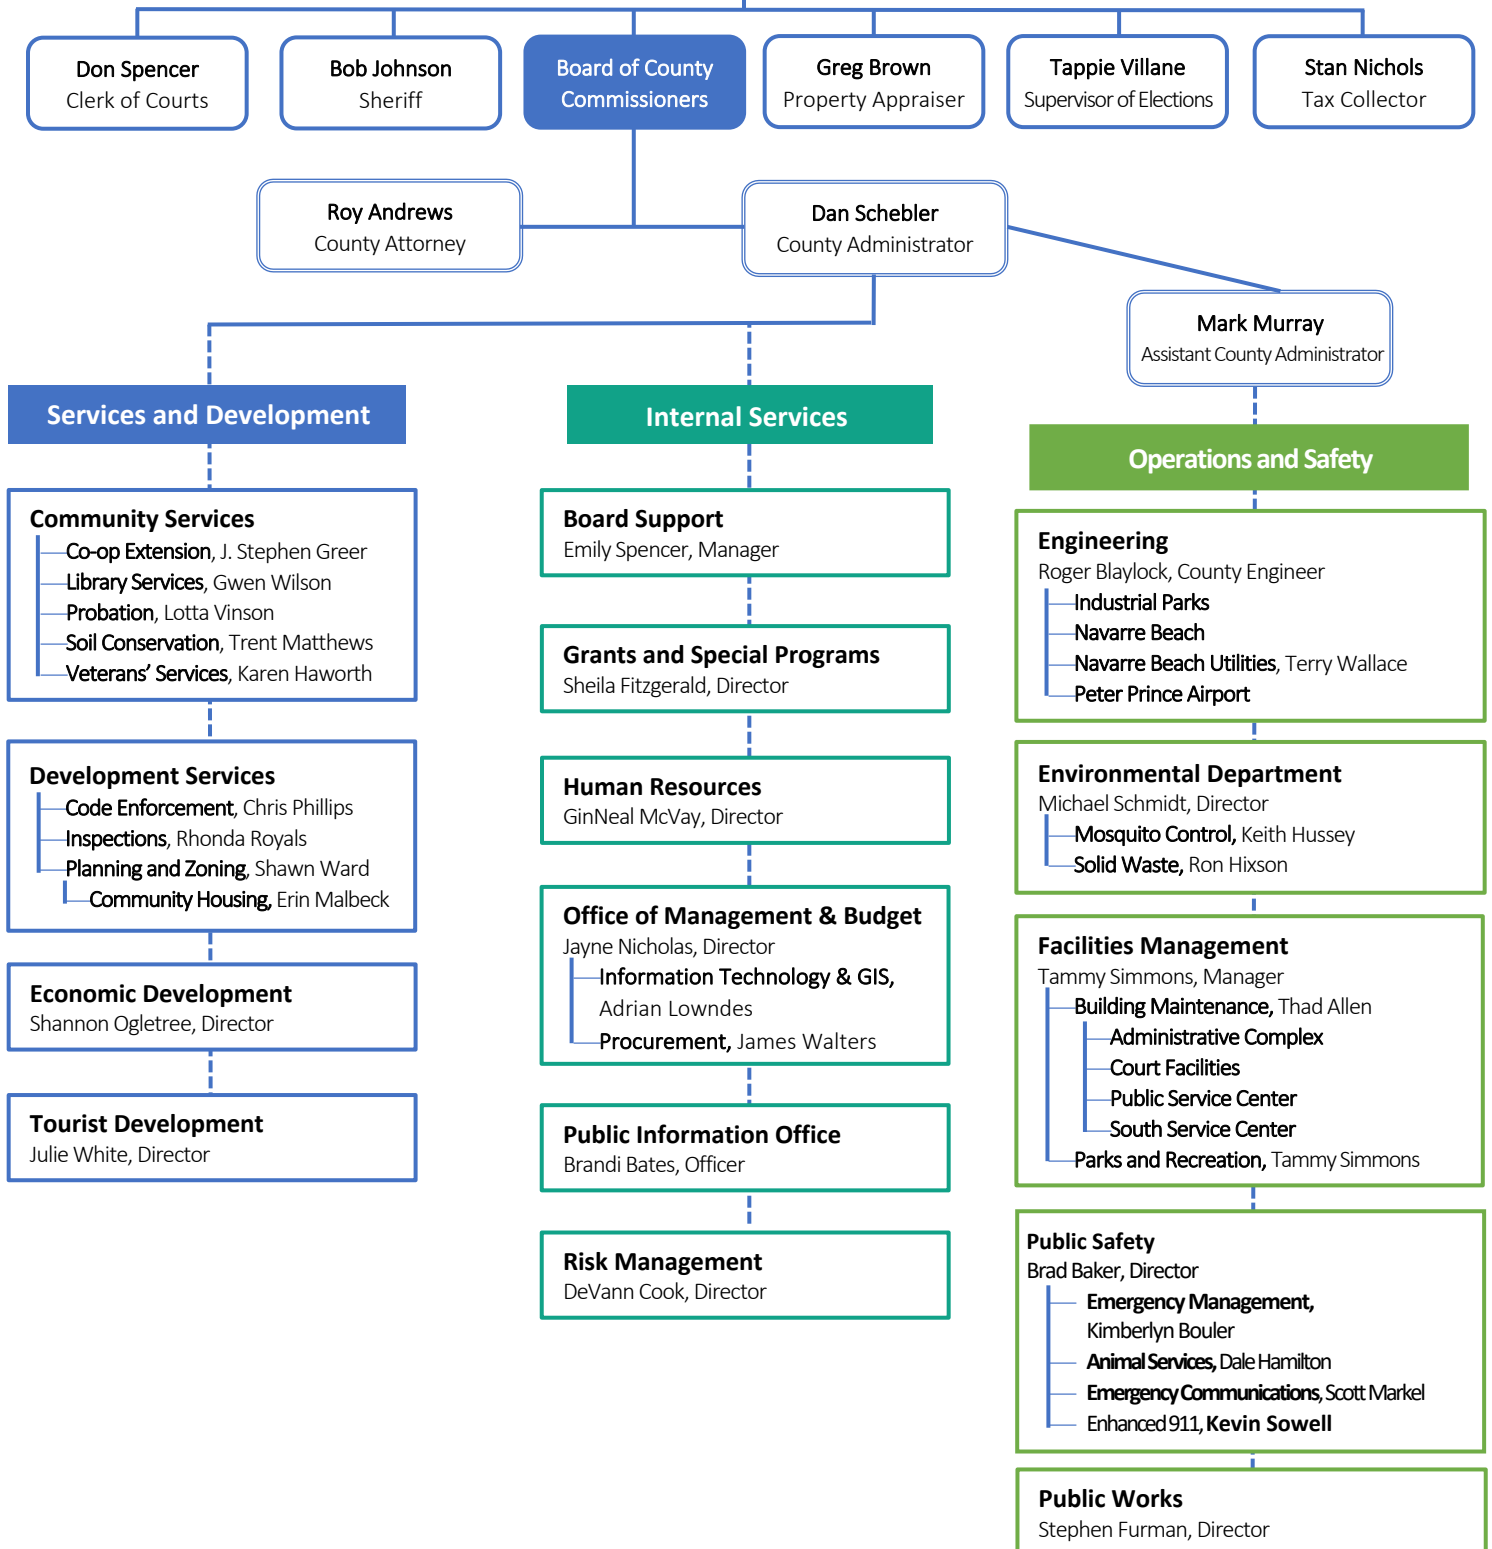 Don Spencer
Clerk of Courts
Bob Johnson
Sheriff
Board of County
Commissioners
Greg Brown
Property Appraiser
Tappie Villane
Supervisor of Elections
Stan Nichols
Tax Collector
Roy Andrews
County Attorney
Dan Schebler
County Administrator
Mark Murray
Assistant County Administrator
Services and Development
Community Services
Co-op Extension, J. Stephen Greer
Library Services, Gwen Wilson
Probation, Lotta Vinson
Soil Conservation, Trent Matthews
Veterans’ Services, Karen Haworth
Development Services
Code Enforcement, Chris Phillips
Inspections, Rhonda Royals
Planning and Zoning, Shawn Ward
Community Housing, Erin Malbeck
Economic Development
Shannon Ogletree, Director
Tourist Development
Julie White, Director
Internal Services
Board Support
Emily Spencer, Manager
Grants and Special Programs
Sheila Fitzgerald, Director
Human Resources
GinNeal McVay, Director
Office of Management & Budget
Jayne Nicholas, Director
Information Technology & GIS,
Adrian Lowndes
Procurement, James Walters
Public Information Office
Brandi Bates, Officer
Risk Management
DeVann Cook, Director
Operations and Safety
Engineering
Roger Blaylock, County Engineer
Industrial Parks
Navarre Beach
Navarre Beach Utilities, Terry Wallace
Peter Prince Airport
Environmental Department
Michael Schmidt, Director
Mosquito Control, Keith Hussey
Solid Waste, Ron Hixson
Facilities Management
Tammy Simmons, Manager
Building Maintenance, Thad Allen
Administrative Complex
Court Facilities
Public Service Center
South Service Center
Parks and Recreation, Tammy Simmons
Public Safety
Brad Baker, Director
Emergency Management,
Kimberlyn Bouler
Animal Services, Dale Hamilton
Emergency Communications, Scott Markel
Enhanced 911, Kevin Sowell
Public Works
Stephen Furman, Director